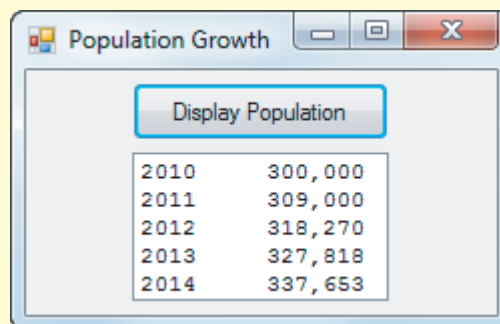 Population Growth
Display Population
2010 300,000
2011 309,000
2012 318,270
2013 327,818
2014 337,653